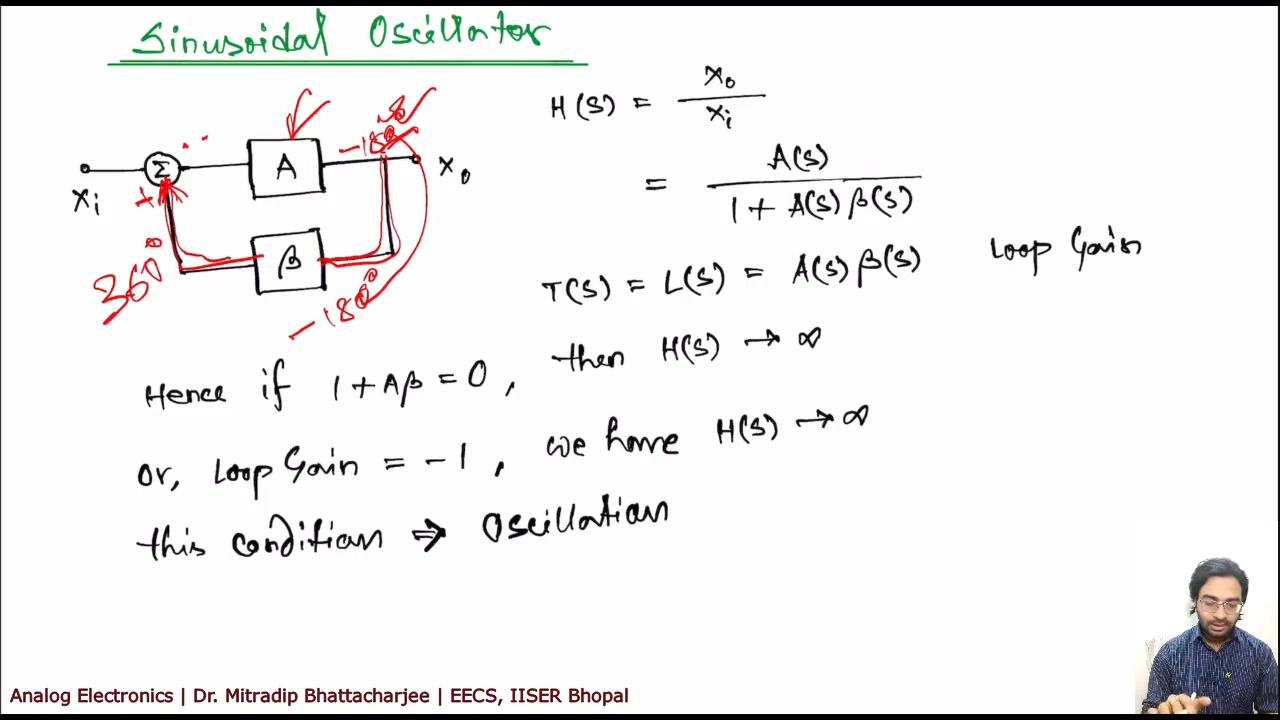 Sinusoidal Oscillator
H(S) = X₀ / Xᵢ
= A(S) / 1 + A(S) β(S)
T(S) = L(S) = A(S) β(S) Loop Gain
Σ
A
-180°
X₀
Xᵢ
+
β
360°
-180°
Hence if 1 + Aβ = 0, then H(S) → ∞
or, Loop Gain = -1, we have H(S) → ∞
this condition ⇒ Oscillation
Analog Electronics | Dr. Mitradip Bhattacharjee | EECS, IISER Bhopal